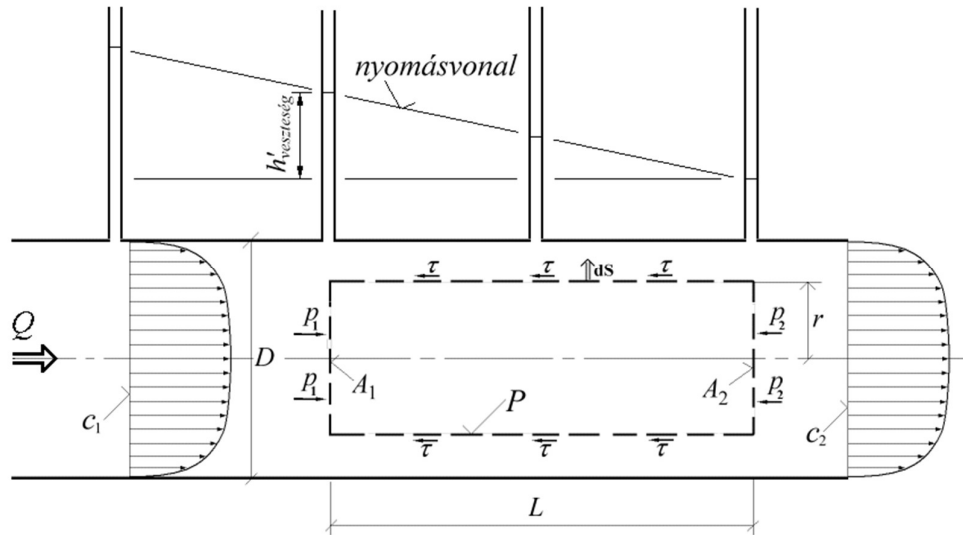 nyomásvonal
h'veszteség
τ τ τ
dS
Q
p1
p2
r
D
A1
A2
p1
p2
P
c1
c2
τ τ τ
L